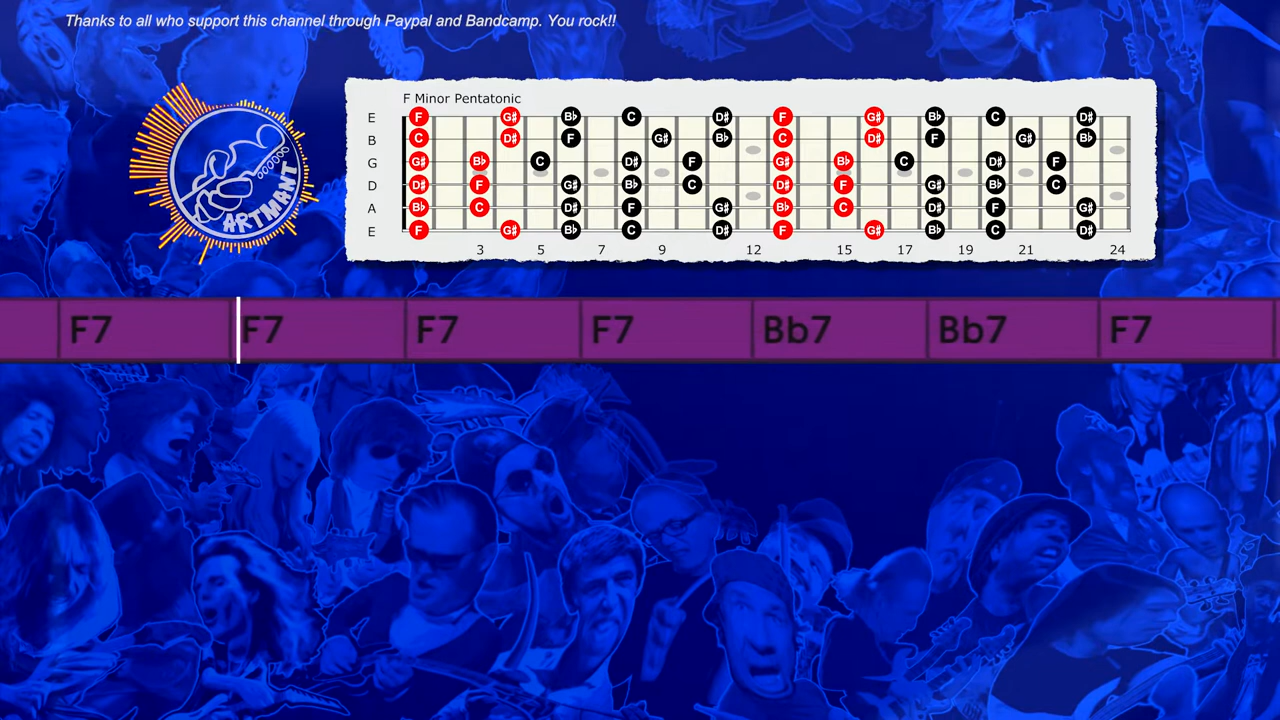 Thanks to all who support this channel through Paypal and Bandcamp. You rock!!
F Minor Pentatonic
E F G# B♭ C D# F G# B♭ C D#
B C D# F G# B♭ C D# F G# B♭
G G# B♭ C D# F G# B♭ C D# F
D D# F G# B♭ C D# F G# B♭ C
A B♭ C D# F G# B♭ C D# F G#
E F G# B♭ C D# F G# B♭ C D#
3 5 7 9 12 15 17 19 21 24
ARTMANT
F7 F7 F7 F7 Bb7 Bb7 F7